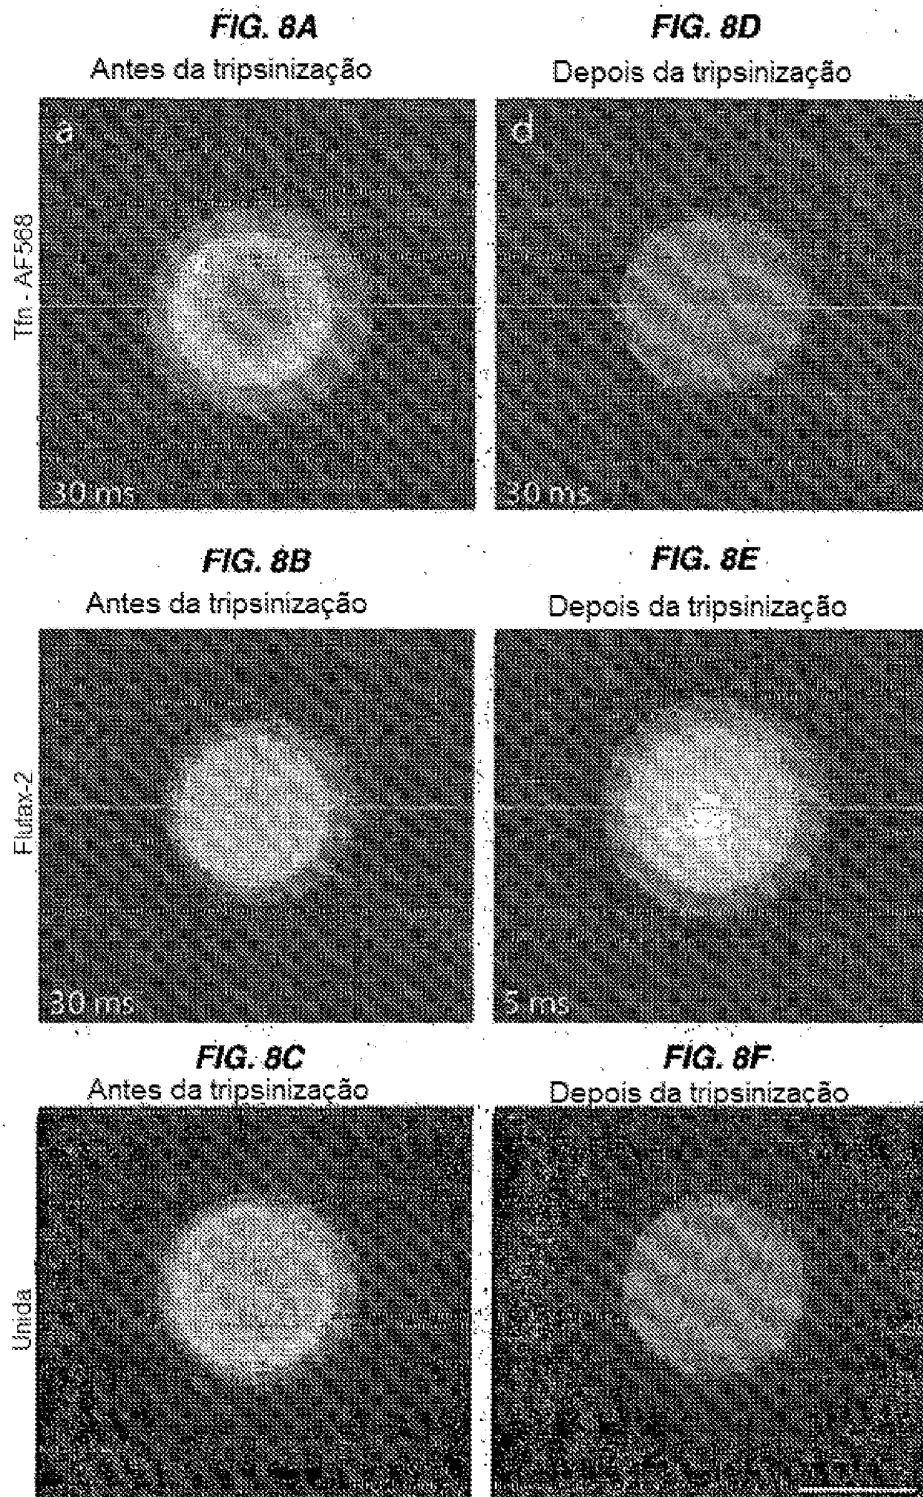 FIG. 8A
FIG. 8D
Antes da tripsinização
Depois da tripsinização
a
d
Tfn - AF568
30 ms
30 ms
FIG. 8B
FIG. 8E
Antes da tripsinização
Depois da tripsinização
Flutax-2
30 ms
5 ms
FIG. 8C
FIG. 8F
Antes da tripsinização
Depois da tripsinização
Unida